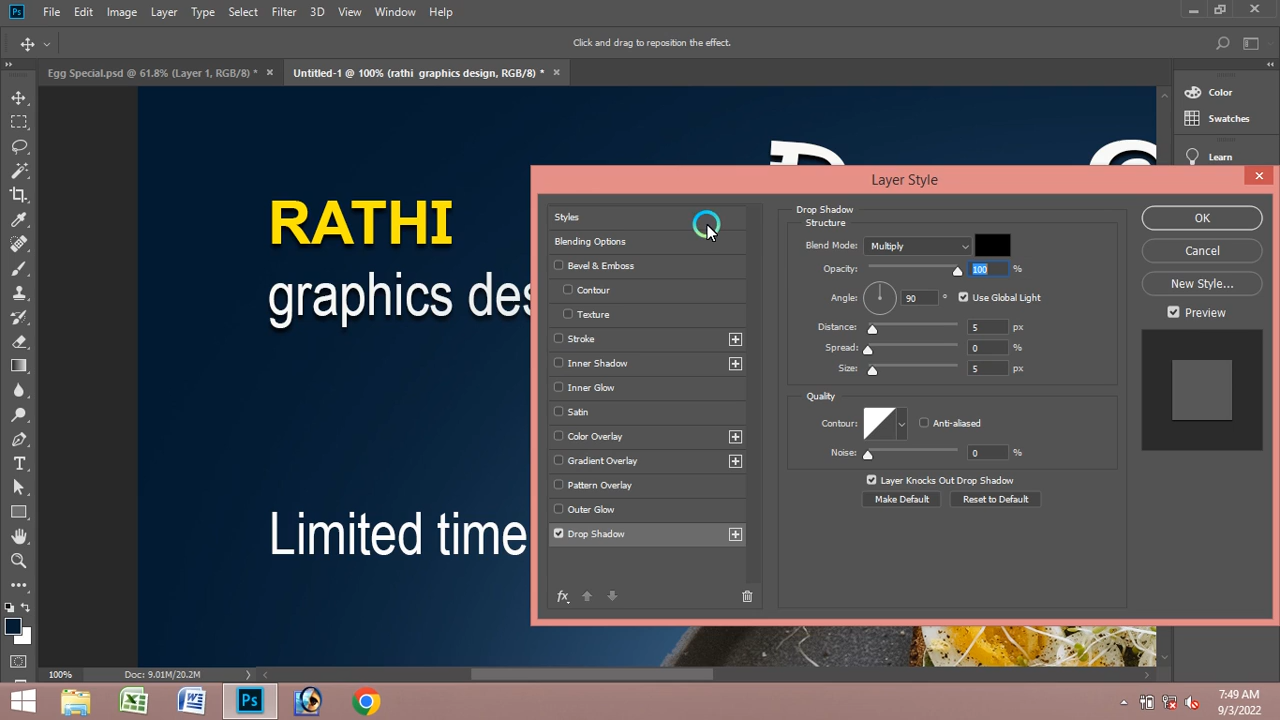 Ps File Edit Image Layer Type Select Filter 3D View Window Help
Click and drag to reposition the effect.
Egg Special.psd @ 61.8% (Layer 1, RGB/8) * × Untitled-1 @ 100% (rathi graphics design, RGB/8) * ×
Color
Swatches
Learn
RATHI
graphics des
Limited time
Layer Style
Styles
Blending Options
Bevel & Emboss
Contour
Texture
Stroke
Inner Shadow
Inner Glow
Satin
Color Overlay
Gradient Overlay
Pattern Overlay
Outer Glow
Drop Shadow
fx
Drop Shadow
Structure
Blend Mode: Multiply
Opacity: 100 %
Angle: 90 ° Use Global Light
Distance: 5 px
Spread: 0 %
Size: 5 px
Quality
Contour: Anti-aliased
Noise: 0 %
Layer Knocks Out Drop Shadow
Make Default Reset to Default
OK
Cancel
New Style...
Preview
100% Doc: 9.01M/20.2M
Ps
7:49 AM
9/3/2022